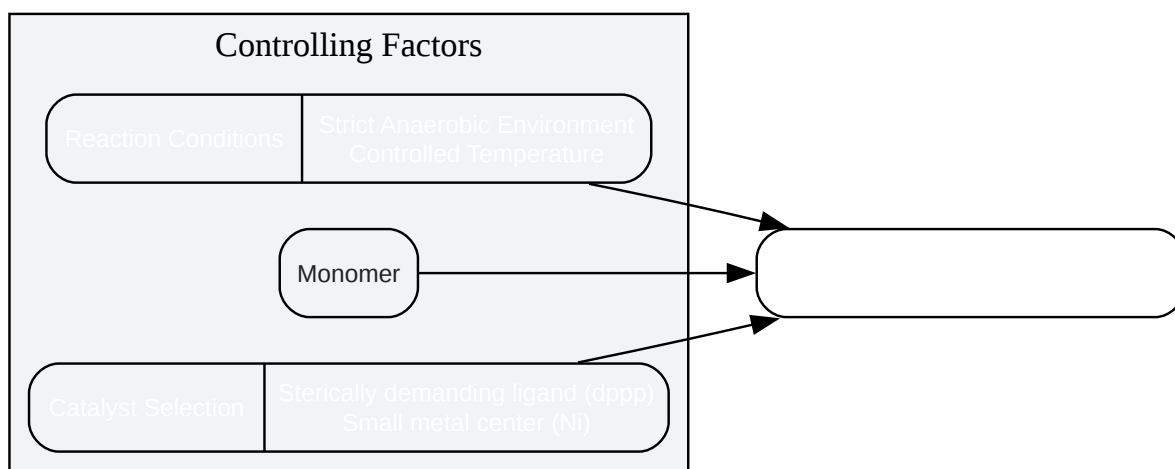 Controlling Factors
Reaction Conditions
Strict Anaerobic Environment
Controlled Temperature
Monomer
Catalyst Selection
Sterically demanding ligand (dppp)
Small metal center (Ni)